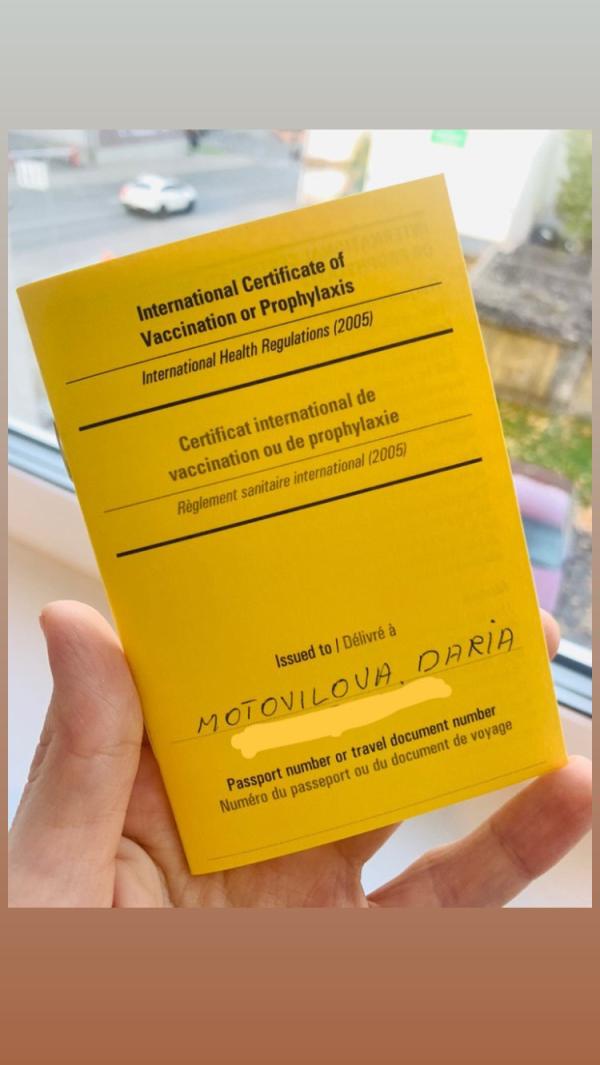 International Certificate of
Vaccination or Prophylaxis
International Health Regulations (2005)
Certificat international de
vaccination ou de prophylaxie
Règlement sanitaire international (2005)
Issued to / Délivré à
MOTOVILOVA, DARIA
Passport number or travel document number
Numéro du passeport ou du document de voyage